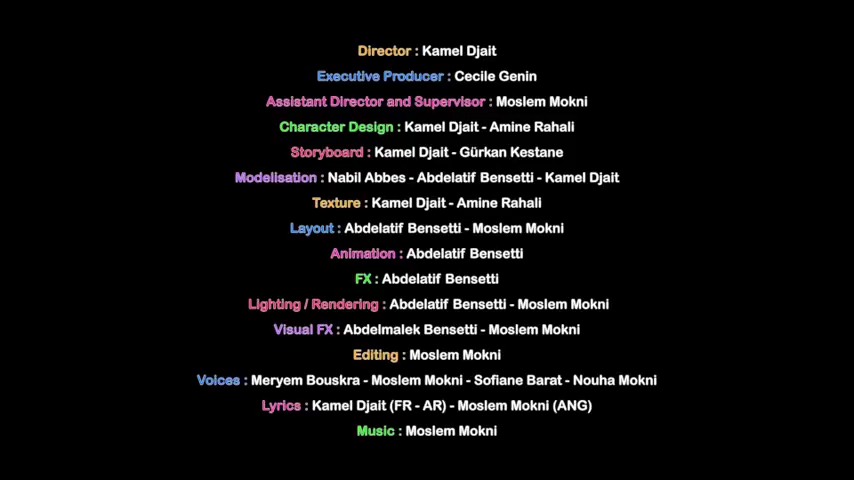 Director : Kamel Djait
Executive Producer : Cecile Genin
Assistant Director and Supervisor : Moslem Mokni
Character Design : Kamel Djait - Amine Rahali
Storyboard : Kamel Djait - Gürkan Kestane
Modelisation : Nabil Abbes - Abdelatif Bensetti - Kamel Djait
Texture : Kamel Djait - Amine Rahali
Layout : Abdelatif Bensetti - Moslem Mokni
Animation : Abdelatif Bensetti
FX : Abdelatif Bensetti
Lighting / Rendering : Abdelatif Bensetti - Moslem Mokni
Visual FX : Abdelmalek Bensetti - Moslem Mokni
Editing : Moslem Mokni
Voices : Meryem Bouskra - Moslem Mokni - Sofiane Barat - Nouha Mokni
Lyrics : Kamel Djait (FR - AR) - Moslem Mokni (ANG)
Music : Moslem Mokni